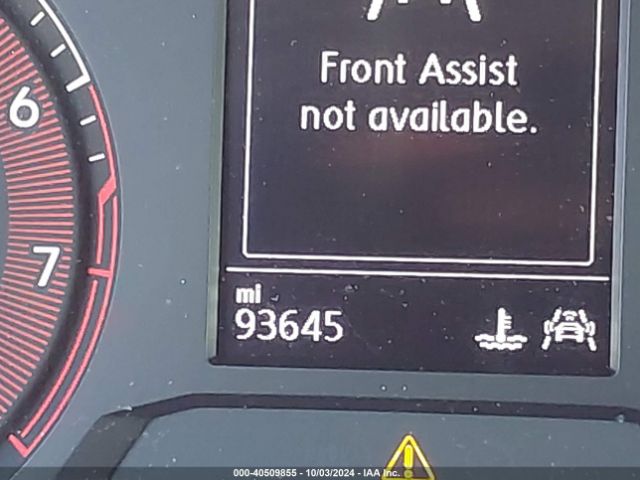 6
7
Front Assist
not available.
mi
93645
000-40509855 - 10/03/2024 - IAA Inc.